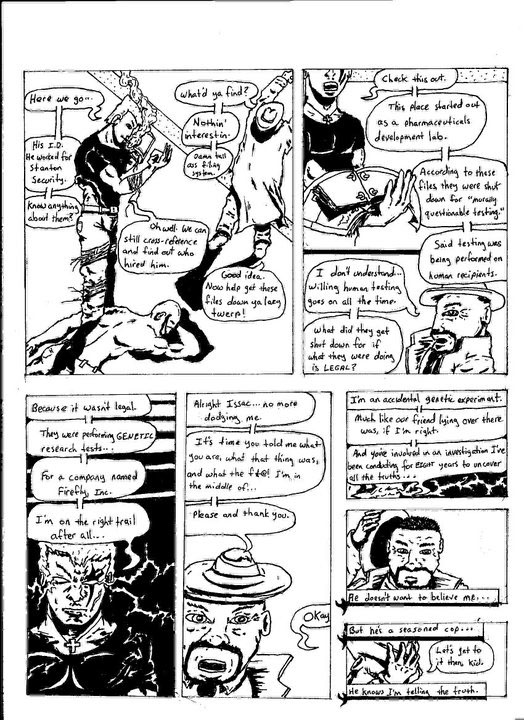 Here we go...
His I.D.
He worked for
Stanton
Security.
Know anything
about them?
What'd ya find?
Nothin'
interestin-
Damn tall
ass filing
system.
Oh well. We can
still cross-reference
and find out who
hired him.
Good idea.
Now help get these
files down ya lazy
twerp!
Check this out.
This place started out
as a pharmaceuticals
development lab.
According to these
files they were shut
down for "morally
questionable testing."
Said testing was
being performed on
human recipients.
I don't understand...
willing human testing
goes on all the time.
What did they get
shut down for if
what they were doing
is LEGAL?
Because it wasn't legal.
They were performing GENETIC
research tests...
For a company named
Firefly, Inc.
I'm on the right trail
after all...
Alright Issac... no more
dodging me.
It's time you told me what
you are, what that thing was,
and what the f#@! I'm in
the middle of...
Please and thank you.
Okay
I'm an accidental genetic experiment.
Much like our friend lying over there
was, if I'm right.
And you're involved in an investigation I've
been conducting for EIGHT years to uncover
all the truths...
He doesn't want to believe me...
But he's a seasoned cop...
Let's get to
it then, kid.
He knows I'm telling the truth.